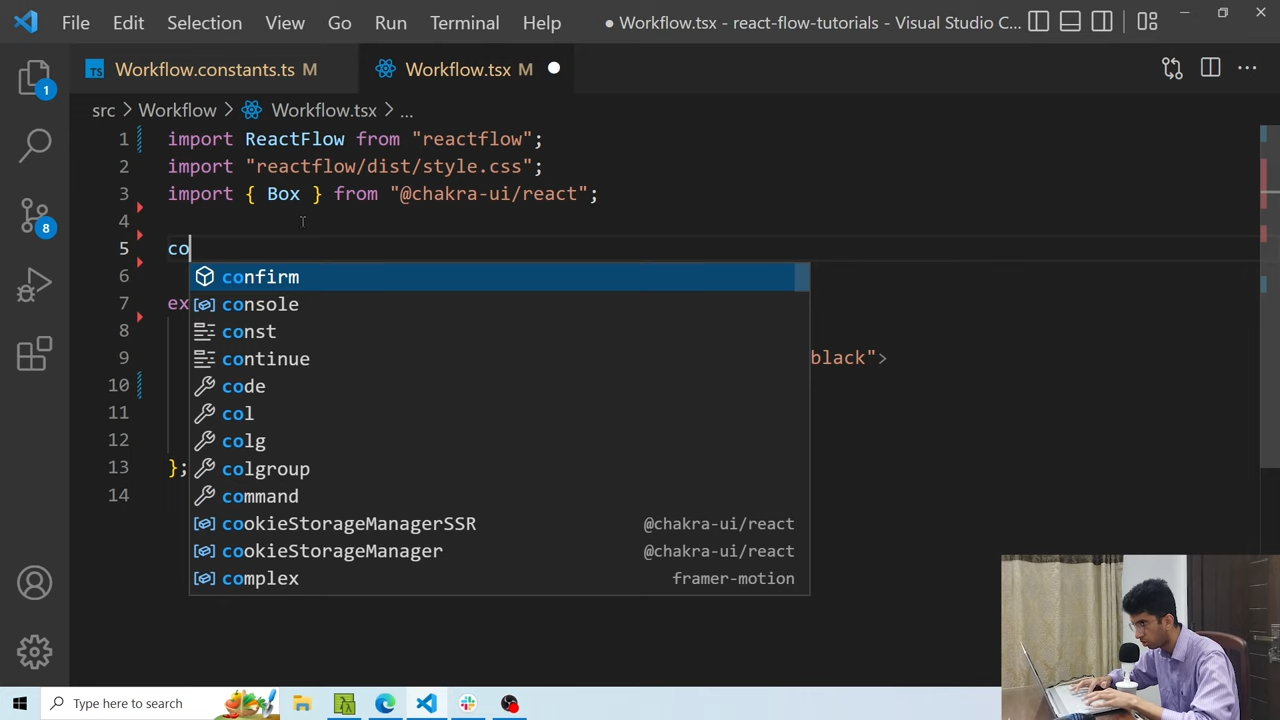 File Edit Selection View Go Run Terminal Help ● Workflow.tsx - react-flow-tutorials - Visual Studio C...
Workflow.constants.ts M Workflow.tsx M
src > Workflow > Workflow.tsx > ...
1 import ReactFlow from "reactflow";
2 import "reactflow/dist/style.css";
3 import { Box } from "@chakra-ui/react";
4
5 co
6 confirm
7 ex console
8 const
9 continue black">
10 code
11 col
12 colg
13 }; colgroup
14 command
cookieStorageManagerSSR @chakra-ui/react
cookieStorageManager @chakra-ui/react
complex framer-motion
1
8
TS
Type here to search